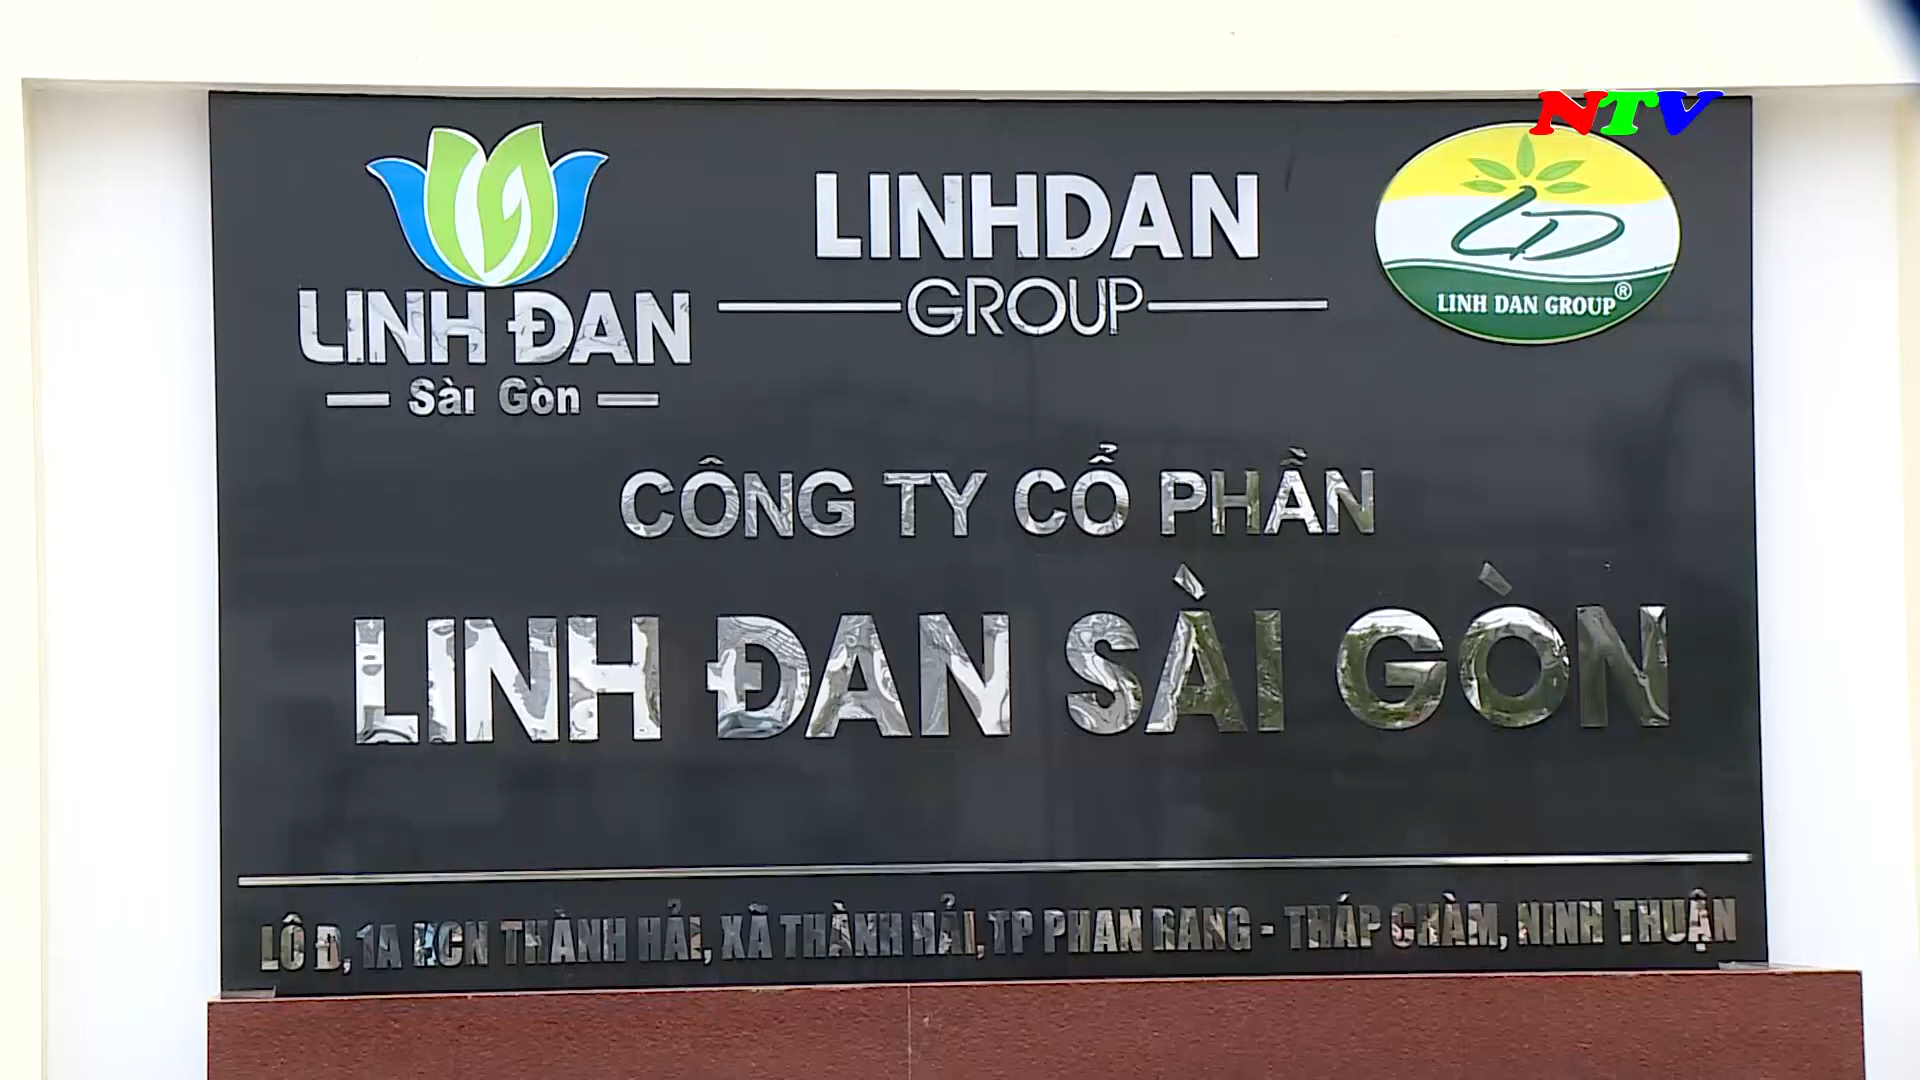 NTV
LINH ĐAN
Sài Gòn
LINHDAN
GROUP
LD
LINH DAN GROUP®
CÔNG TY CỔ PHẦN
LINH ĐAN SÀI GÒN
LÔ Đ, 1A KCN THÀNH HẢI, XÃ THÀNH HẢI, TP PHAN RANG - THÁP CHÀM, NINH THUẬN